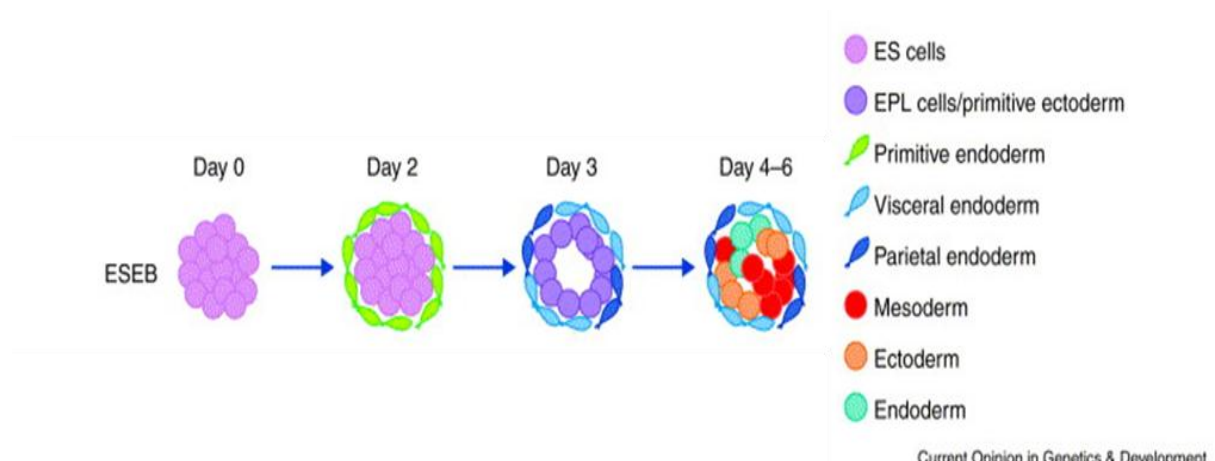 Day 0
Day 2
Day 3
Day 4–6
ESEB
ES cells
EPL cells/primitive ectoderm
Primitive endoderm
Visceral endoderm
Parietal endoderm
Mesoderm
Ectoderm
Endoderm
Current Opinion in Genetics & Development